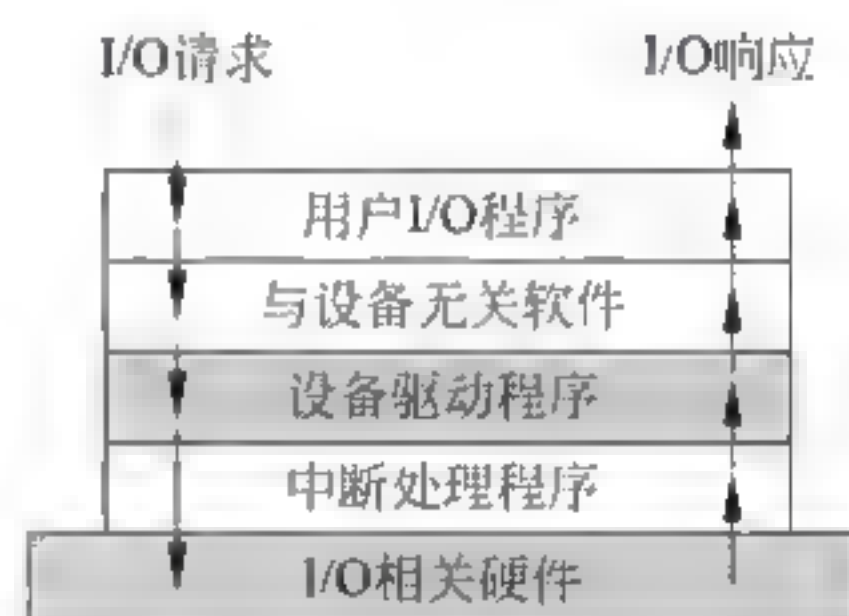 I/O请求
I/O响应
用户I/O程序
与设备无关软件
设备驱动程序
中断处理程序
I/O相关硬件